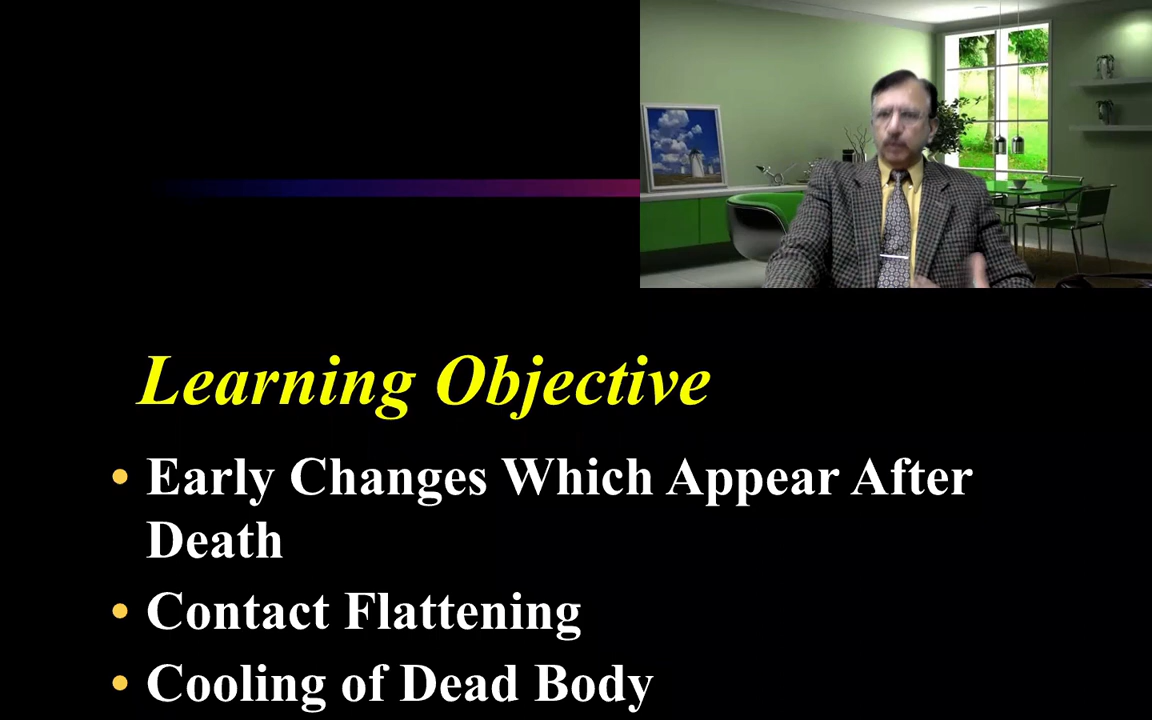 Learning Objective
• Early Changes Which Appear After
Death
• Contact Flattening
• Cooling of Dead Body